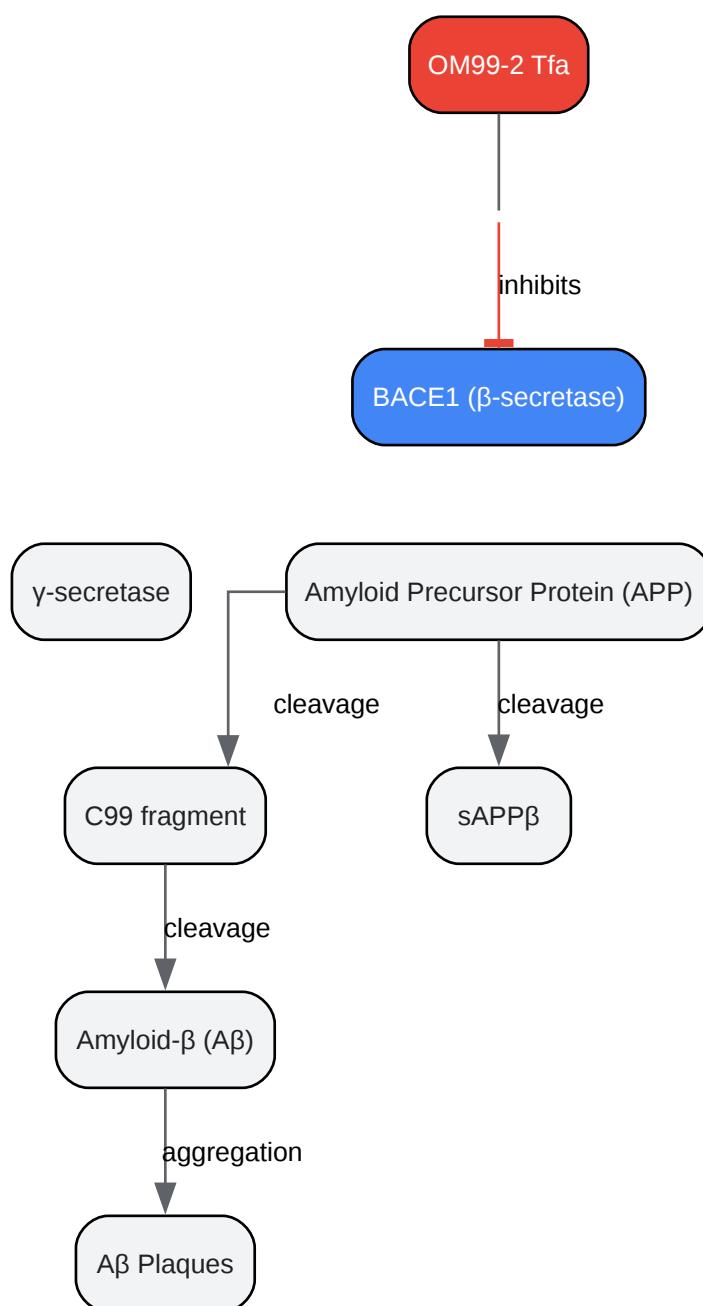 OM99-2 Tfa
inhibits
BACE1 (β-secretase)
γ-secretase
Amyloid Precursor Protein (APP)
cleavage
cleavage
C99 fragment
sAPPβ
cleavage
Amyloid-β (Aβ)
aggregation
Aβ Plaques